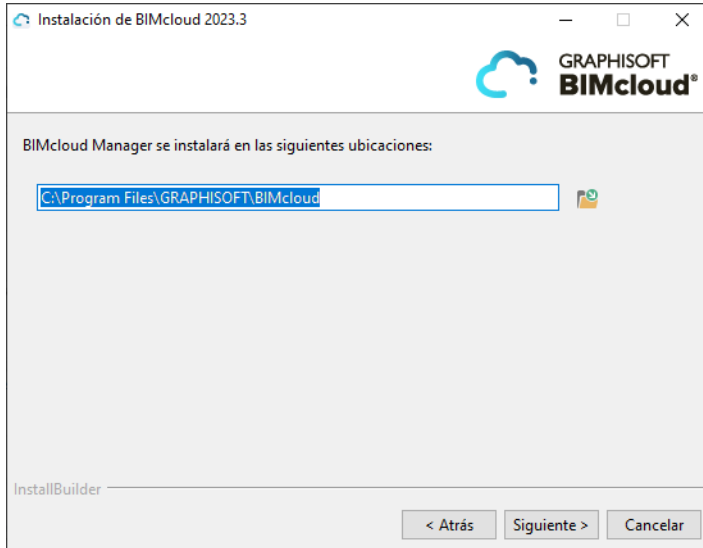 Instalación de BIMcloud 2023.3
GRAPHISOFT
BIMcloud®
BIMcloud Manager se instalará en las siguientes ubicaciones:
C:\Program Files\GRAPHISOFT\BIMcloud
InstallBuilder
< Atrás
Siguiente >
Cancelar